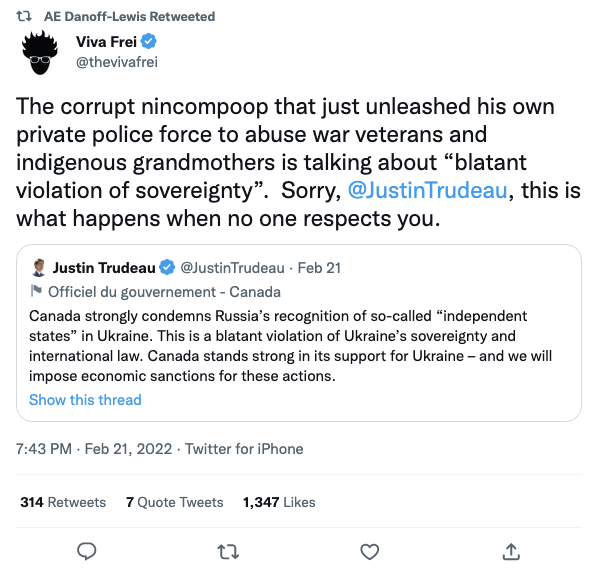 AE Danoff-Lewis Retweeted
Viva Frei
@thevivafrei
The corrupt nincompoop that just unleashed his own
private police force to abuse war veterans and
indigenous grandmothers is talking about “blatant
violation of sovereignty”.  Sorry, @JustinTrudeau, this is
what happens when no one respects you.
Justin Trudeau @JustinTrudeau · Feb 21
Officiel du gouvernement - Canada
Canada strongly condemns Russia’s recognition of so-called “independent
states” in Ukraine. This is a blatant violation of Ukraine’s sovereignty and
international law. Canada stands strong in its support for Ukraine – and we will
impose economic sanctions for these actions.
Show this thread
7:43 PM · Feb 21, 2022 · Twitter for iPhone
314 Retweets 7 Quote Tweets 1,347 Likes